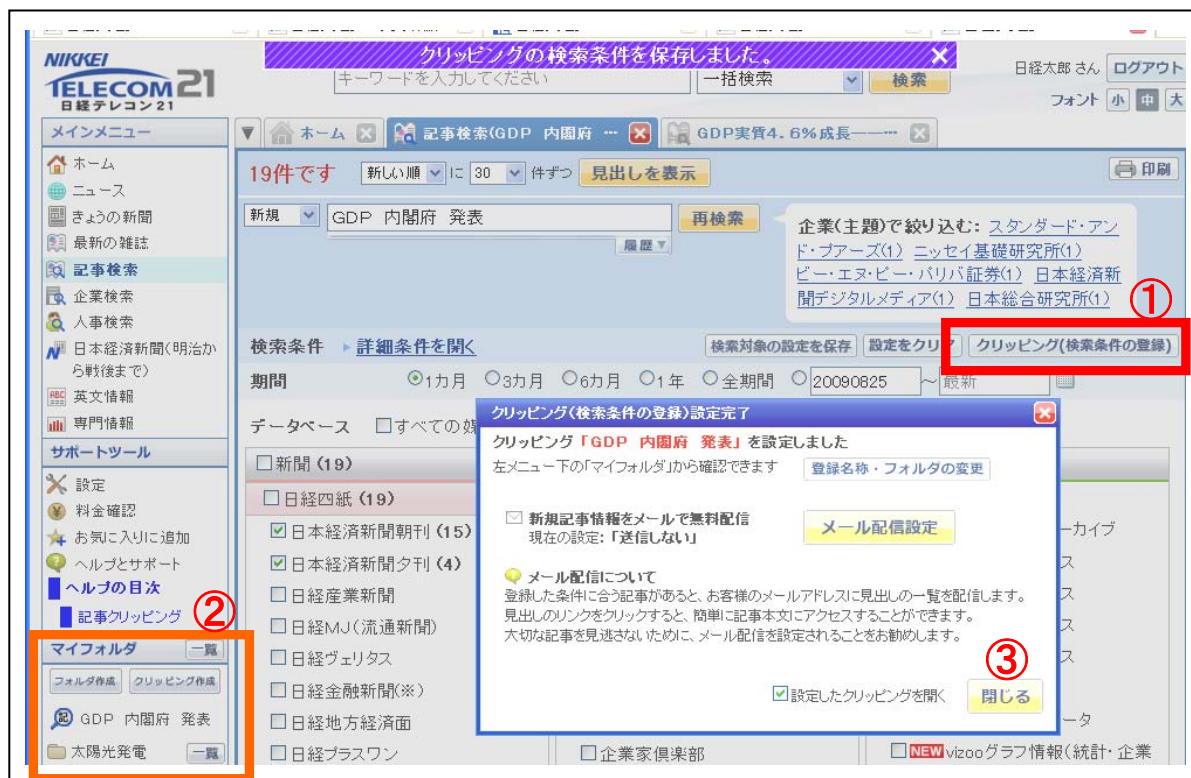 クリッピングの検索条件を保存しました。
NIKKEI
TELECOM21
日経テレコン21
キーワードを入力してください
一括検索
検索
日経太郎 さん
ログアウト
フォント 小 中 大
メインメニュー
ホーム
ニュース
きょうの新聞
最新の雑誌
記事検索
企業検索
人事検索
日本経済新聞(明治か
ら戦後まで)
英文情報
専門情報
サポートツール
設定
料金確認
お気に入りに追加
ヘルプとサポート
ヘルプの目次
記事クリッピング
②
マイフォルダ 一覧
フォルダ作成 クリッピング作成
GDP 内閣府 発表
太陽光発電 一覧
ホーム
記事検索(GDP 内閣府 …
GDP実質4.6%成長――…
19件です 新しい順 に 30 件ずつ 見出しを表示
印刷
新規 GDP 内閣府 発表 再検索
履歴▼
企業(主題)で絞り込む: スタンダード・アン
ド・プアーズ(1) ニッセイ基礎研究所(1)
ビー・エヌ・ピー・パリバ証券(1) 日本経済新
聞デジタルメディア(1) 日本総合研究所(1)
①
検索条件 詳細条件を開く
検索対象の設定を保存 設定をクリア クリッピング(検索条件の登録)
期間 1カ月 3カ月 6カ月 1年 全期間 20090825 ~ 最新
データベース すべての媒
新聞 (19)
日経四紙 (19)
日本経済新聞朝刊 (15)
日本経済新聞夕刊 (4)
日経産業新聞
日経MJ(流通新聞)
日経ヴェリタス
日経金融新聞(※)
日経地方経済面
日経プラスワン
クリッピング(検索条件の登録)設定完了
クリッピング「GDP 内閣府 発表」を設定しました
左メニュー下の「マイフォルダ」から確認できます 登録名称・フォルダの変更
新規記事情報をメールで無料配信
現在の設定:「送信しない」
メール配信設定
メール配信について
登録した条件に合う記事があると、お客様のメールアドレスに見出しの一覧を配信します。
見出しのリンクをクリックすると、簡単に記事本文にアクセスすることができます。
大切な記事を見逃さないために、メール配信を設定されることをお勧めします。
③
設定したクリッピングを開く 閉じる
ーカイブ
ス
ス
ス
ス
ータ
企業家倶楽部
NEW vizooグラフ情報(統計・企業